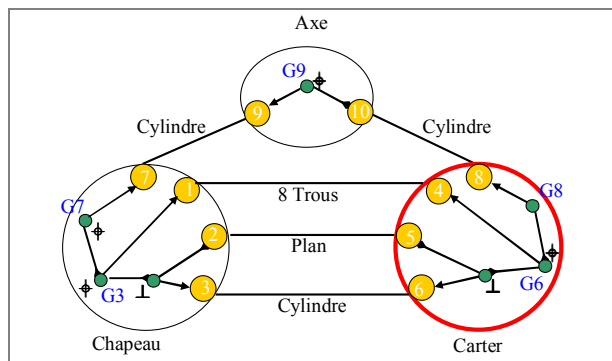 Axe
G9
9
10
Cylindre
Cylindre
7
1
8 Trous
4
8
G7
G8
2
Plan
5
G3
3
Cylindre
6
G6
Chapeau
Carter